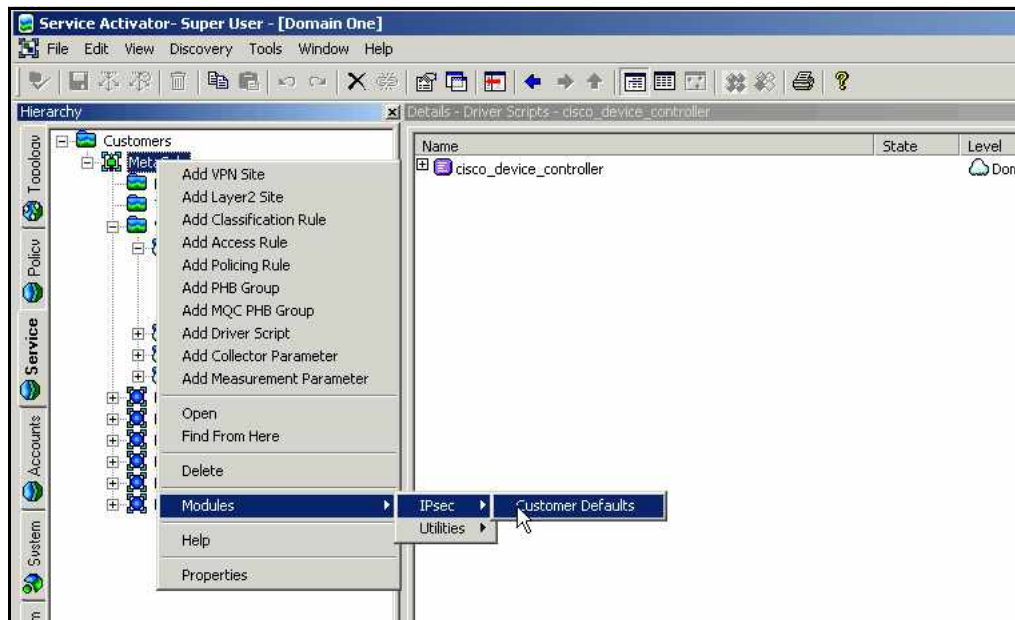 Service Activator- Super User - [Domain One]
File Edit View Discovery Tools Window Help
Hierarchy
Details - Driver Scripts - cisco_device_controller
Topology
Policy
Service
Accounts
System
Customers
Name State Level
cisco_device_controller
Add VPN Site
Add Layer2 Site
Add Classification Rule
Add Access Rule
Add Policing Rule
Add PHB Group
Add MQC PHB Group
Add Driver Script
Add Collector Parameter
Add Measurement Parameter
Open
Find From Here
Delete
Modules
IPsec
Customer Defaults
Utilities
Help
Properties